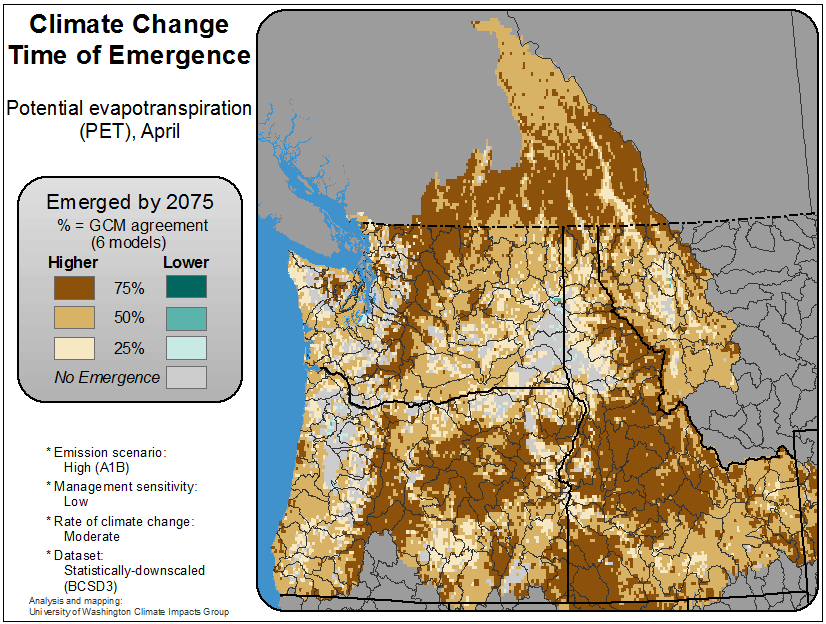 Climate Change
Time of Emergence
Potential evapotranspiration
(PET), April
Emerged by 2075
% = GCM agreement
(6 models)
Higher Lower
75%
50%
25%
No Emergence
* Emission scenario:
High (A1B)
* Management sensitivity:
Low
* Rate of climate change:
Moderate
* Dataset:
Statistically-downscaled
(BCSD3)
Analysis and mapping:
University of Washington Climate Impacts Group